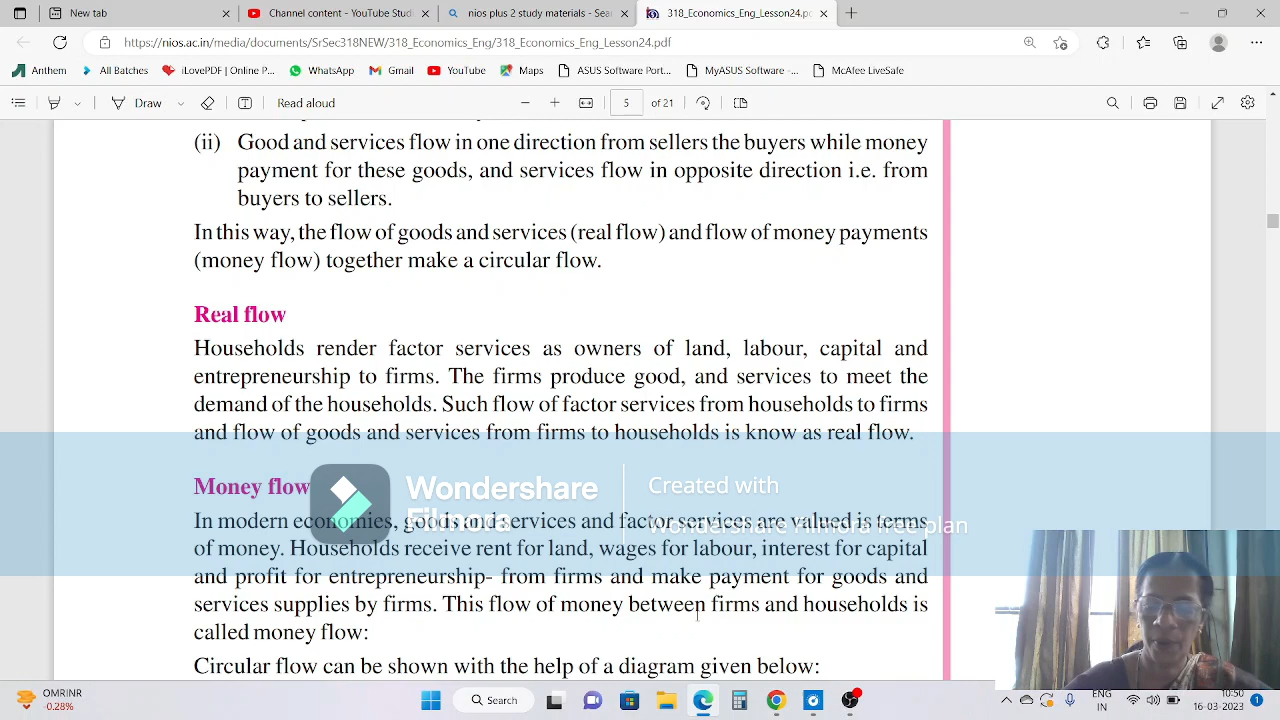 New tab
YouTube
Content - YouTube Stud
nios plus 2 study materials - Sear
318_Economics_Eng_Lesson24.p
https://nios.ac.in/media/documents/SrSec318NEW/318_Economics_Eng/318_Economics_Eng_Lesson24.pdf
Anthem
All Batches
iLovePDF | Online P...
WhatsApp
Gmail
YouTube
Maps
ASUS Software Port...
MyASUS Software -...
McAfee LiveSafe
Draw
Read aloud
5
of 21
(ii) Good and services flow in one direction from sellers the buyers while money
payment for these goods, and services flow in opposite direction i.e. from
buyers to sellers.
In this way, the flow of goods and services (real flow) and flow of money payments
(money flow) together make a circular flow.
Real flow
Households render factor services as owners of land, labour, capital and
entrepreneurship to firms. The firms produce good, and services to meet the
demand of the households. Such flow of factor services from households to firms
and flow of goods and services from firms to households is know as real flow.
Money flow
Wondershare
Filmora
Created with
Wondershare Filmora free plan
In modern economies, goods and services and factor services are valued is terms
of money. Households receive rent for land, wages for labour, interest for capital
and profit for entrepreneurship- from firms and make payment for goods and
services supplies by firms. This flow of money between firms and households is
called money flow:
Circular flow can be shown with the help of a diagram given below:
OMRINR
-0.28%
Search
ENG
IN
10:50
16-03-2023
1